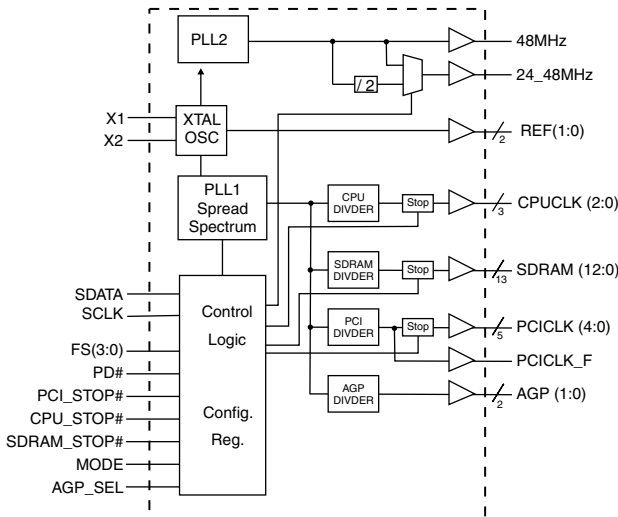 PLL2
48MHz
24_48MHz
/ 2
X1
X2
XTAL
OSC
2
REF(1:0)
PLL1
Spread
Spectrum
CPU
DIVDER
Stop
3
CPUCLK (2:0)
SDRAM
DIVDER
Stop
13
SDRAM (12:0)
SDATA
SCLK
FS(3:0)
PD#
PCI_STOP#
CPU_STOP#
SDRAM_STOP#
MODE
AGP_SEL
Control
Logic
Config.
Reg.
PCI
DIVDER
Stop
5
PCICLK (4:0)
PCICLK_F
AGP
DIVDER
2
AGP (1:0)